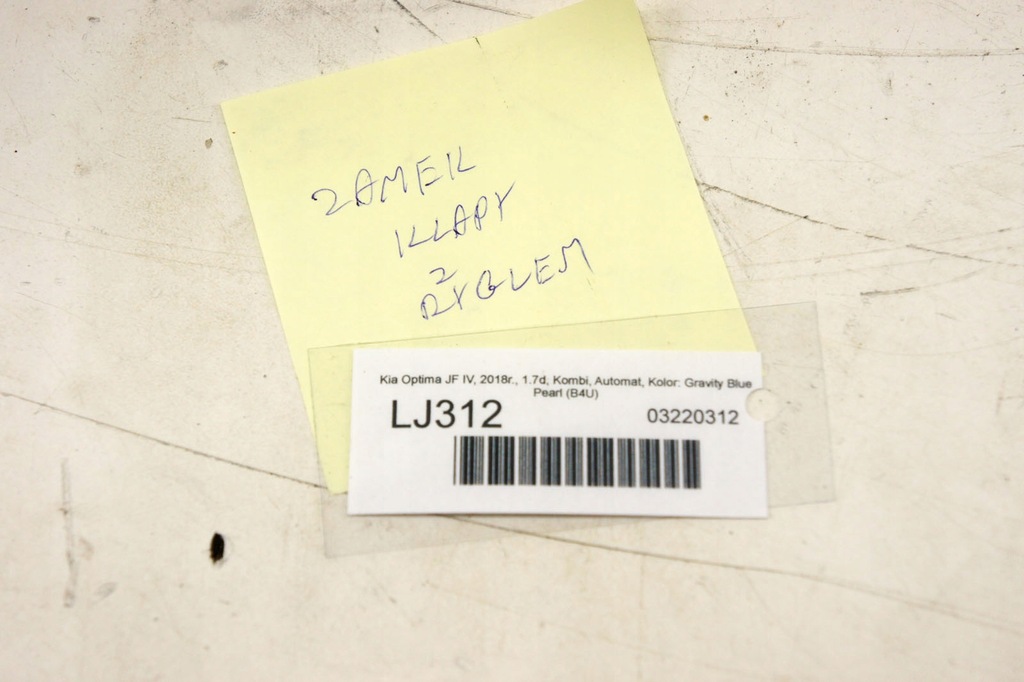 ZAMEK
KLAPY
Z
RYGLEM
Kia Optima JF IV, 2018r., 1.7d, Kombi, Automat, Kolor: Gravity Blue
Pearl (B4U)
LJ312 03220312